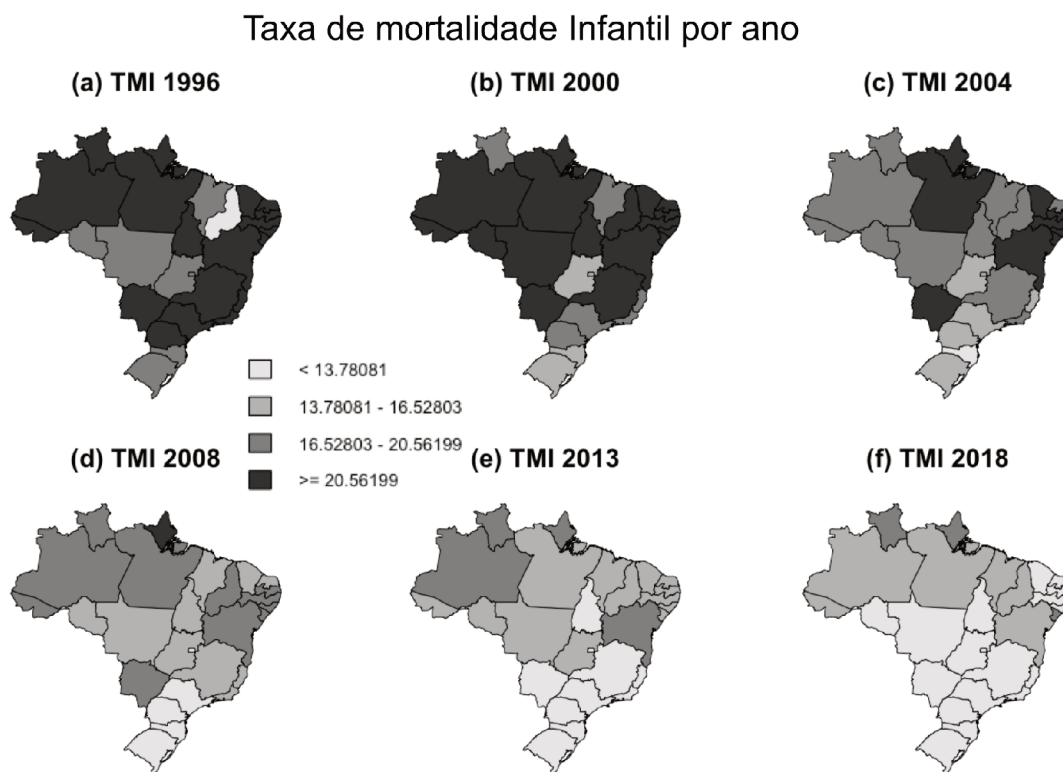 Taxa de mortalidade Infantil por ano
(a) TMI 1996
(b) TMI 2000
(c) TMI 2004
< 13.78081
13.78081 - 16.52803
16.52803 - 20.56199
>= 20.56199
(d) TMI 2008
(e) TMI 2013
(f) TMI 2018